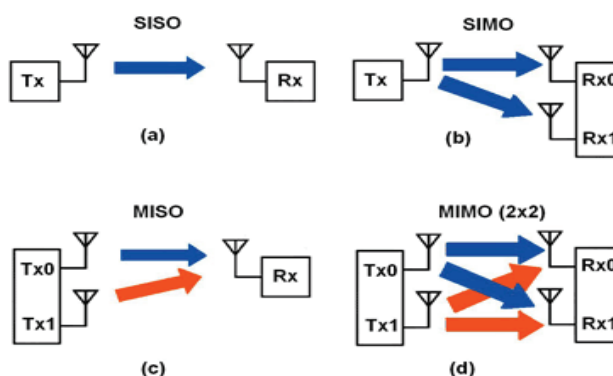 SISO
Tx
Rx
(a)
SIMO
Tx
Rx0
Rx1
(b)
MISO
Tx0
Tx1
Rx
(c)
MIMO (2x2)
Tx0
Tx1
Rx0
Rx1
(d)